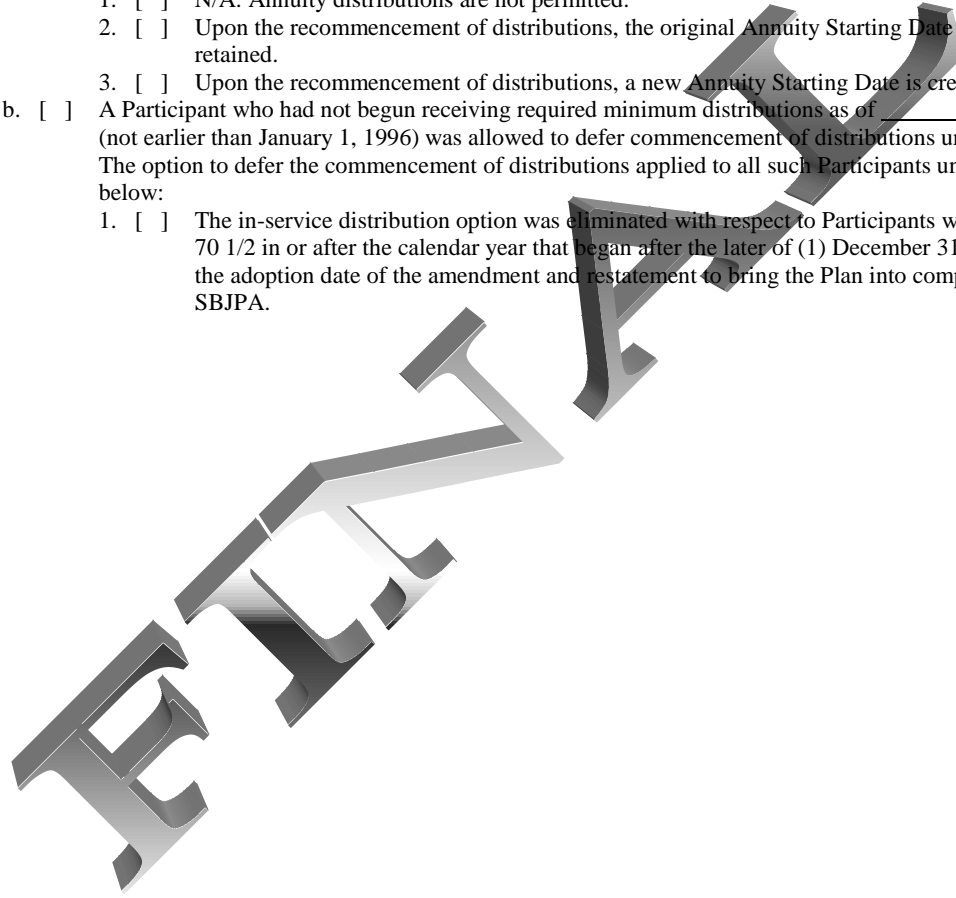 1. [ ] N/A. Annuity distributions are not permitted.
2. [ ] Upon the recommencement of distributions, the original Annuity Starting Date
retained.
3. [ ] Upon the recommencement of distributions, a new Annuity Starting Date is cre
b. [ ] A Participant who had not begun receiving required minimum distributions as of ________
(not earlier than January 1, 1996) was allowed to defer commencement of distributions un
The option to defer the commencement of distributions applied to all such Participants un
below:
1. [ ] The in-service distribution option was eliminated with respect to Participants w
70 1/2 in or after the calendar year that began after the later of (1) December 31
the adoption date of the amendment and restatement to bring the Plan into comp
SBJPA.
FINAL